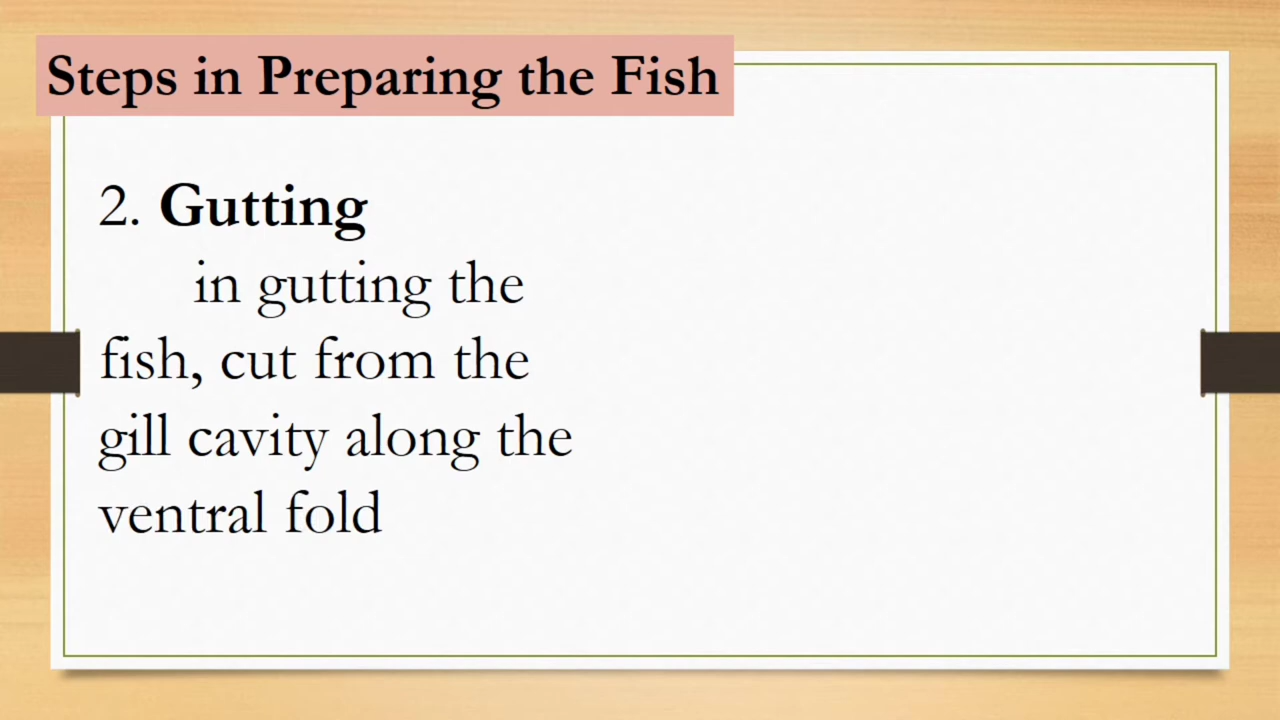 Steps in Preparing the Fish
2. Gutting
in gutting the
fish, cut from the
gill cavity along the
ventral fold